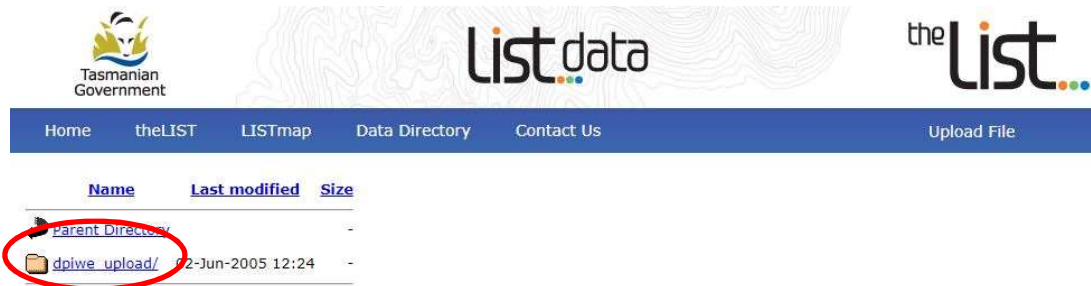 Tasmanian
Government
List data
the List...
Home theLIST LISTmap Data Directory Contact Us Upload File
Name Last modified Size
Parent Directory -
dpiwe_upload/ 02-Jun-2005 12:24 -